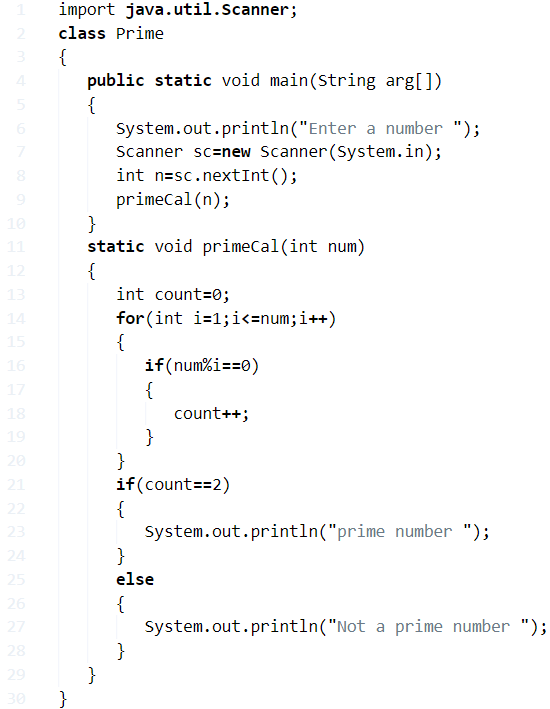 1 import java.util.Scanner;
2 class Prime
3 {
4 public static void main(String arg[])
5 {
6 System.out.println("Enter a number ");
7 Scanner sc=new Scanner(System.in);
8 int n=sc.nextInt();
9 primeCal(n);
10 }
11 static void primeCal(int num)
12 {
13 int count=0;
14 for(int i=1;i<=num;i++)
15 {
16 if(num%i==0)
17 {
18 count++;
19 }
20 }
21 if(count==2)
22 {
23 System.out.println("prime number ");
24 }
25 else
26 {
27 System.out.println("Not a prime number ");
28 }
29 }
30 }